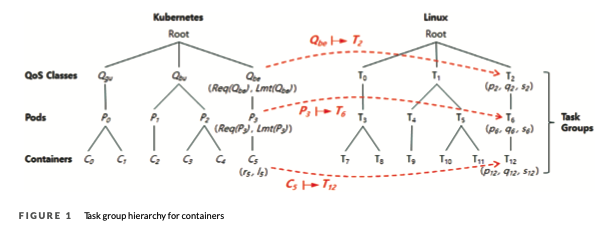 Kubernetes
Linux
Root
Root
Q_be ↦ T_2
QoS Classes
Q_gu
Q_bu
Q_be
(Req(Q_be), Lmt(Q_be))
T_0
T_1
T_2
(p_2, q_2, s_2)
P_3 ↦ T_6
Pods
P_0
P_1
P_2
P_3
(Req(P_3), Lmt(P_3))
T_3
T_4
T_5
T_6
(p_6, q_6, s_6)
Task
Groups
Containers
C_0
C_1
C_2
C_3
C_4
C_5
(r_5, l_5)
T_7
T_8
T_9
T_10
T_11
T_12
(p_12, q_12, s_12)
C_5 ↦ T_12
FIGURE 1 Task group hierarchy for containers